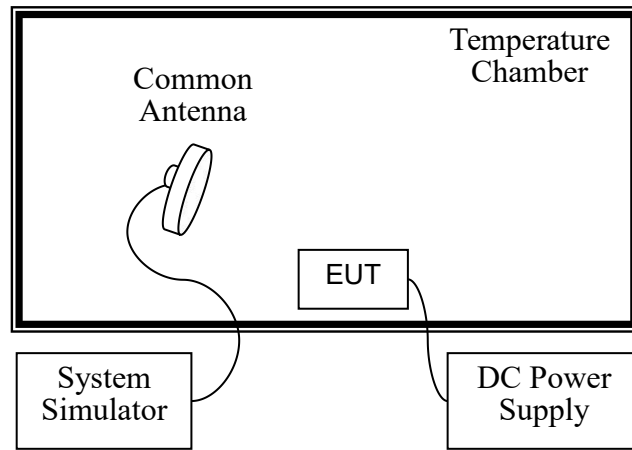 Temperature
Chamber
Common
Antenna
EUT
System
Simulator
DC Power
Supply